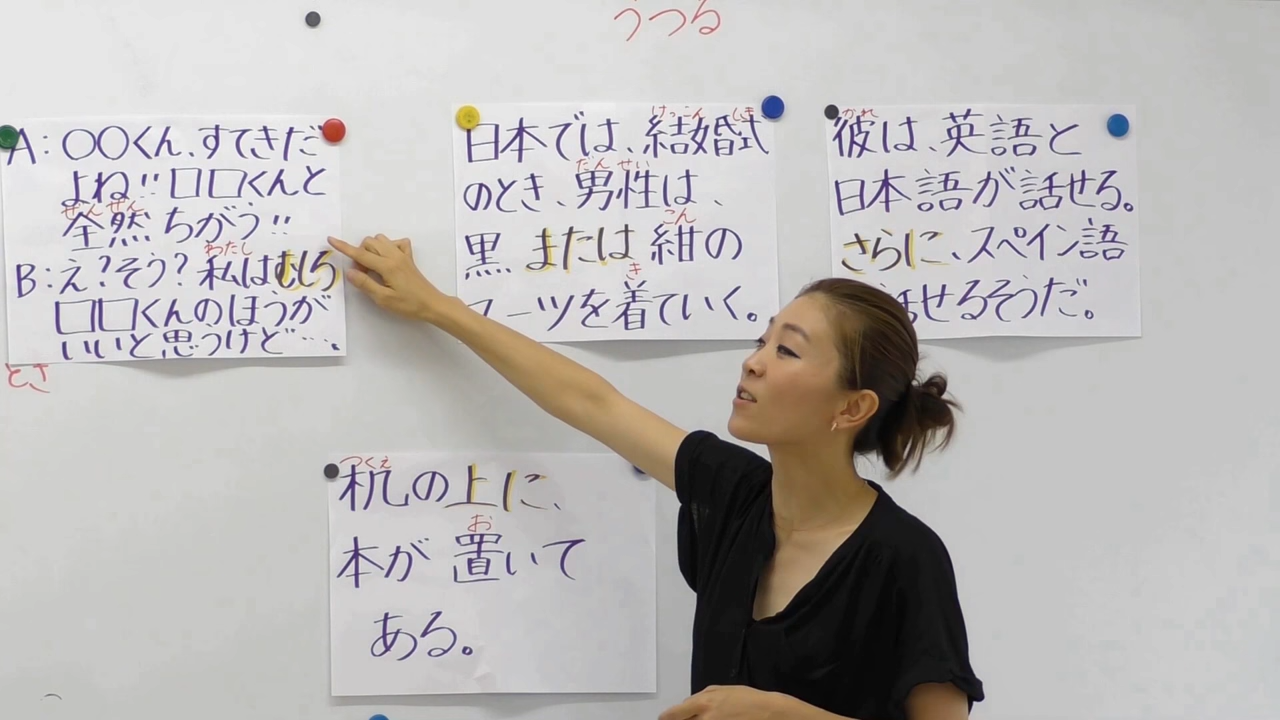 うつる
A:〇〇くん、すてきだ
よね!!□□くんと
ぜんぜん
全然ちがう!!
わたし
B:え?そう?私はむしろ
□□くんのほうが
いいと思うけど…。
とさ
けっこんしき
日本では、結婚式
だんせい
のとき、男性は、
こん
黒または紺の
き
スーツを着ていく。
かれ
彼は、英語と
日本語が話せる。
さらに、スペイン語
話せるそうだ。
つくえ
机の上に、
お
本が置いて
ある。